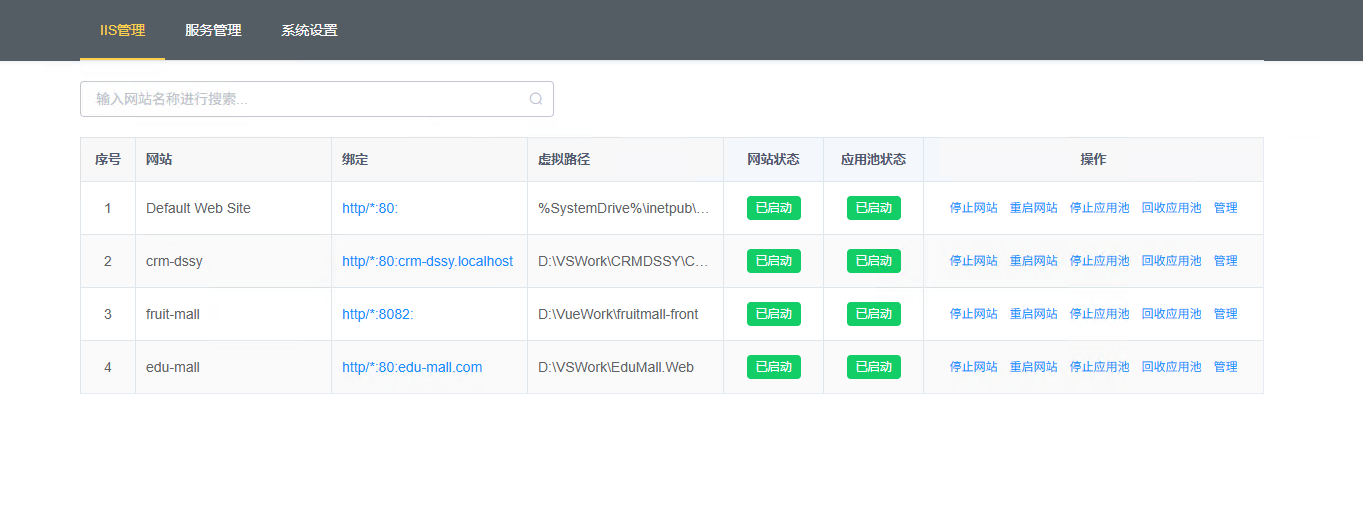 IIS管理 服务管理 系统设置
输入网站名称进行搜索...
序号 网站 绑定 虚拟路径 网站状态 应用池状态 操作
1 Default Web Site http/*:80: %SystemDrive%\inetpub\... 已启动 已启动 停止网站 重启网站 停止应用池 回收应用池 管理
2 crm-dssy http/*:80:crm-dssy.localhost D:\VSWork\CRMDSSY\C... 已启动 已启动 停止网站 重启网站 停止应用池 回收应用池 管理
3 fruit-mall http/*:8082: D:\VueWork\fruitmall-front 已启动 已启动 停止网站 重启网站 停止应用池 回收应用池 管理
4 edu-mall http/*:80:edu-mall.com D:\VSWork\EduMall.Web 已启动 已启动 停止网站 重启网站 停止应用池 回收应用池 管理